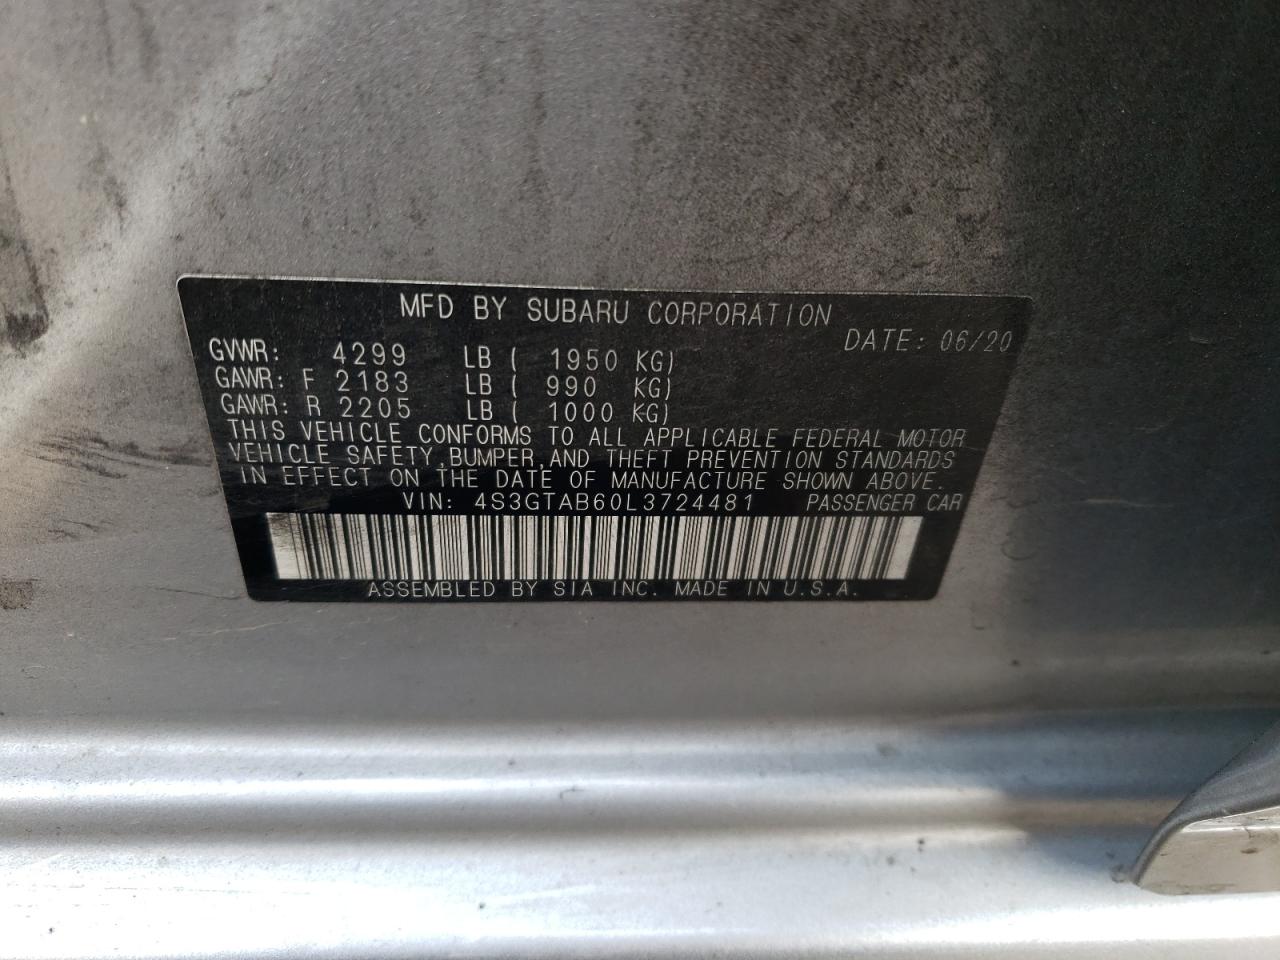 MFD BY SUBARU CORPORATION
DATE: 06/20
GVWR: 4299 LB ( 1950 KG)
GAWR: F 2183 LB ( 990 KG)
GAWR: R 2205 LB ( 1000 KG)
THIS VEHICLE CONFORMS TO ALL APPLICABLE FEDERAL MOTOR
VEHICLE SAFETY,BUMPER,AND THEFT PREVENTION STANDARDS
IN EFFECT ON THE DATE OF MANUFACTURE SHOWN ABOVE.
VIN: 4S3GTAB60L3724481 PASSENGER CAR
ASSEMBLED BY SIA INC. MADE IN U.S.A.